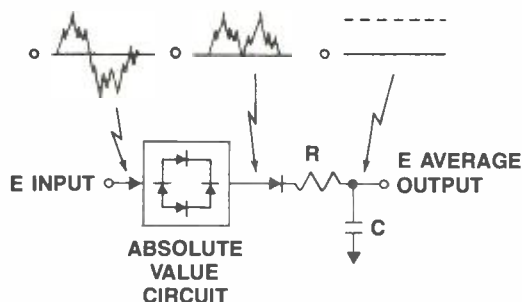 R
E INPUT
E AVERAGE
OUTPUT
C
ABSOLUTE
VALUE
CIRCUIT